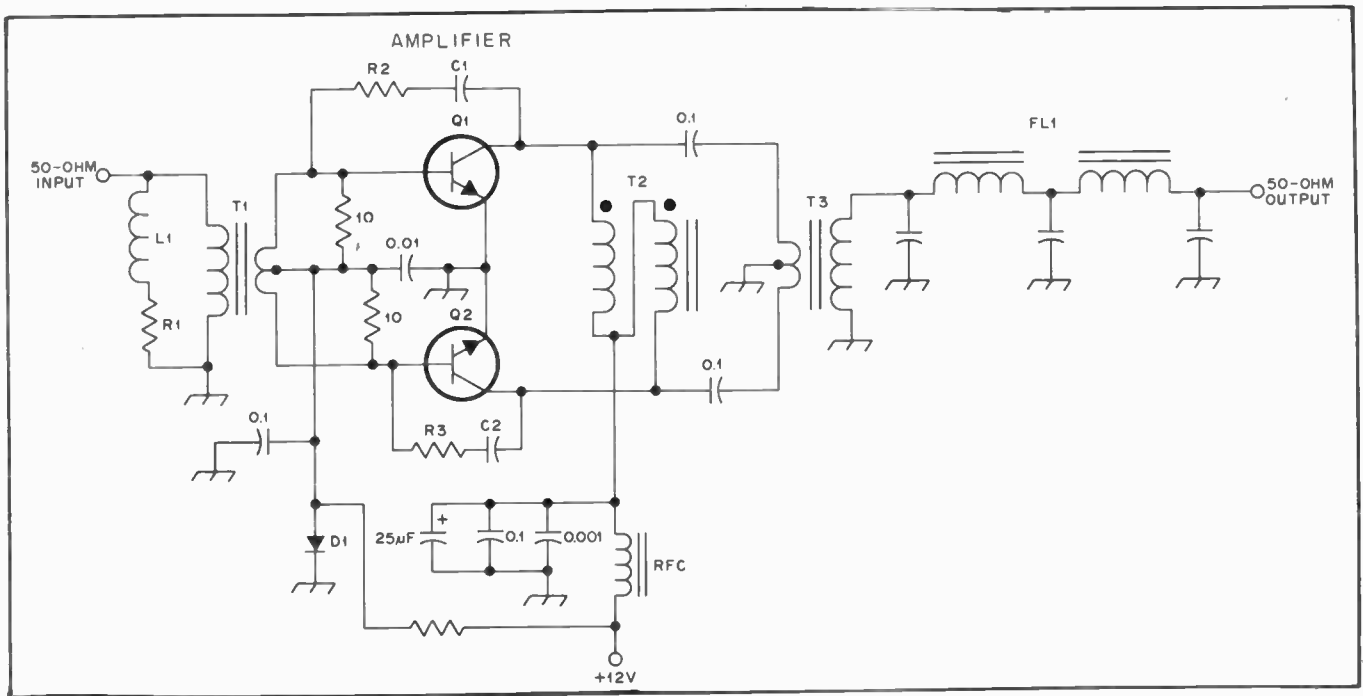 AMPLIFIER
R2
C1
Q1
0.1
FL1
50-OHM
INPUT
T1
L1
R1
10
0.01
10
Q2
T2
T3
50-OHM
OUTPUT
0.1
0.1
R3
C2
D1
25µF
+
0.1
0.001
RFC
+12V